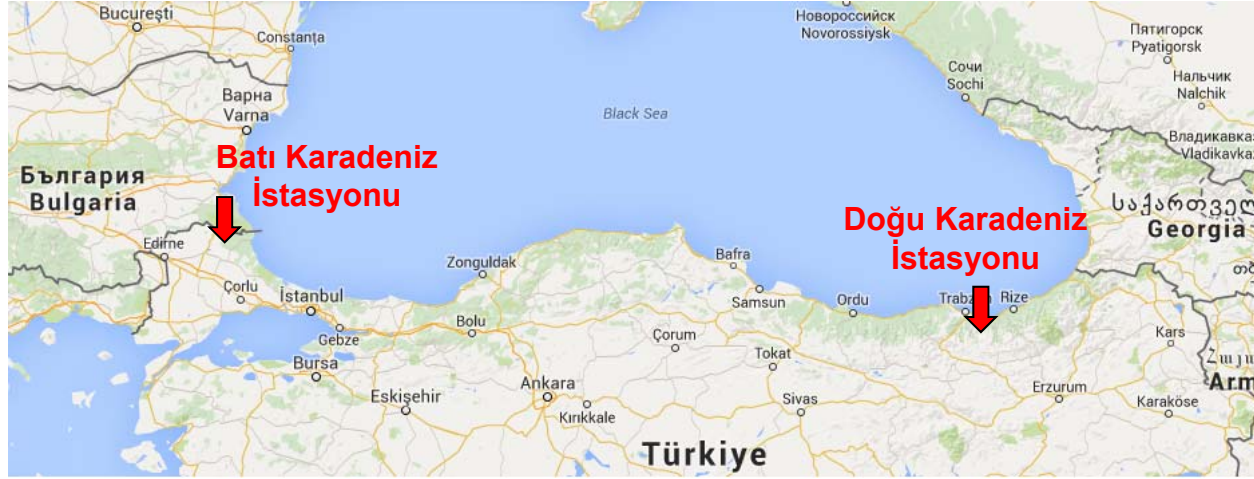 București
Constanța
Новороссийск
Novorossiysk
Пятигорск
Pyatigorsk
Сочи
Sochi
Нальчик
Nalchik
Варна
Varna
Black Sea
Владикавказ
Vladikavka
Batı Karadeniz
İstasyonu
България
Bulgaria
Doğu Karadeniz
İstasyonu
საქართველო
Georgia
Edirne
Zonguldak
Bafra
Çorlu
İstanbul
Samsun
Ordu
Rize
Gebze
Bolu
Çorum
Kars
Bursa
Tokat
Ankara
Eskişehir
Kırıkkale
Sivas
Erzurum
Karaköse
Türkiye